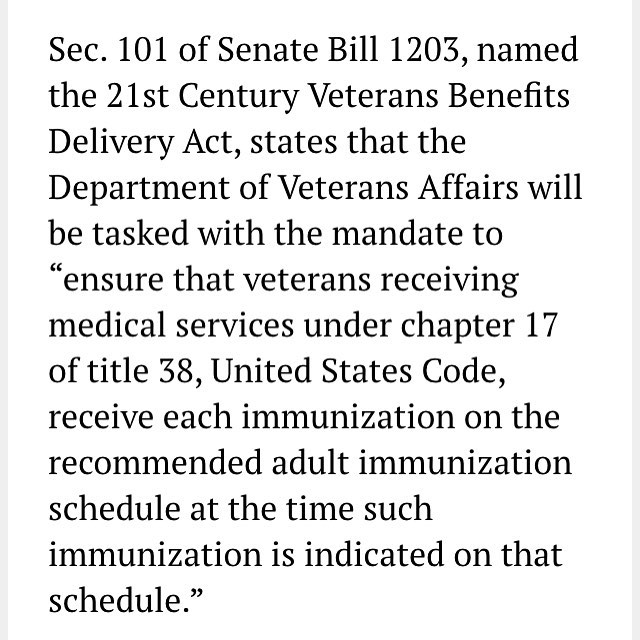 Sec. 101 of Senate Bill 1203, named
the 21st Century Veterans Benefits
Delivery Act, states that the
Department of Veterans Affairs will
be tasked with the mandate to
“ensure that veterans receiving
medical services under chapter 17
of title 38, United States Code,
receive each immunization on the
recommended adult immunization
schedule at the time such
immunization is indicated on that
schedule.”